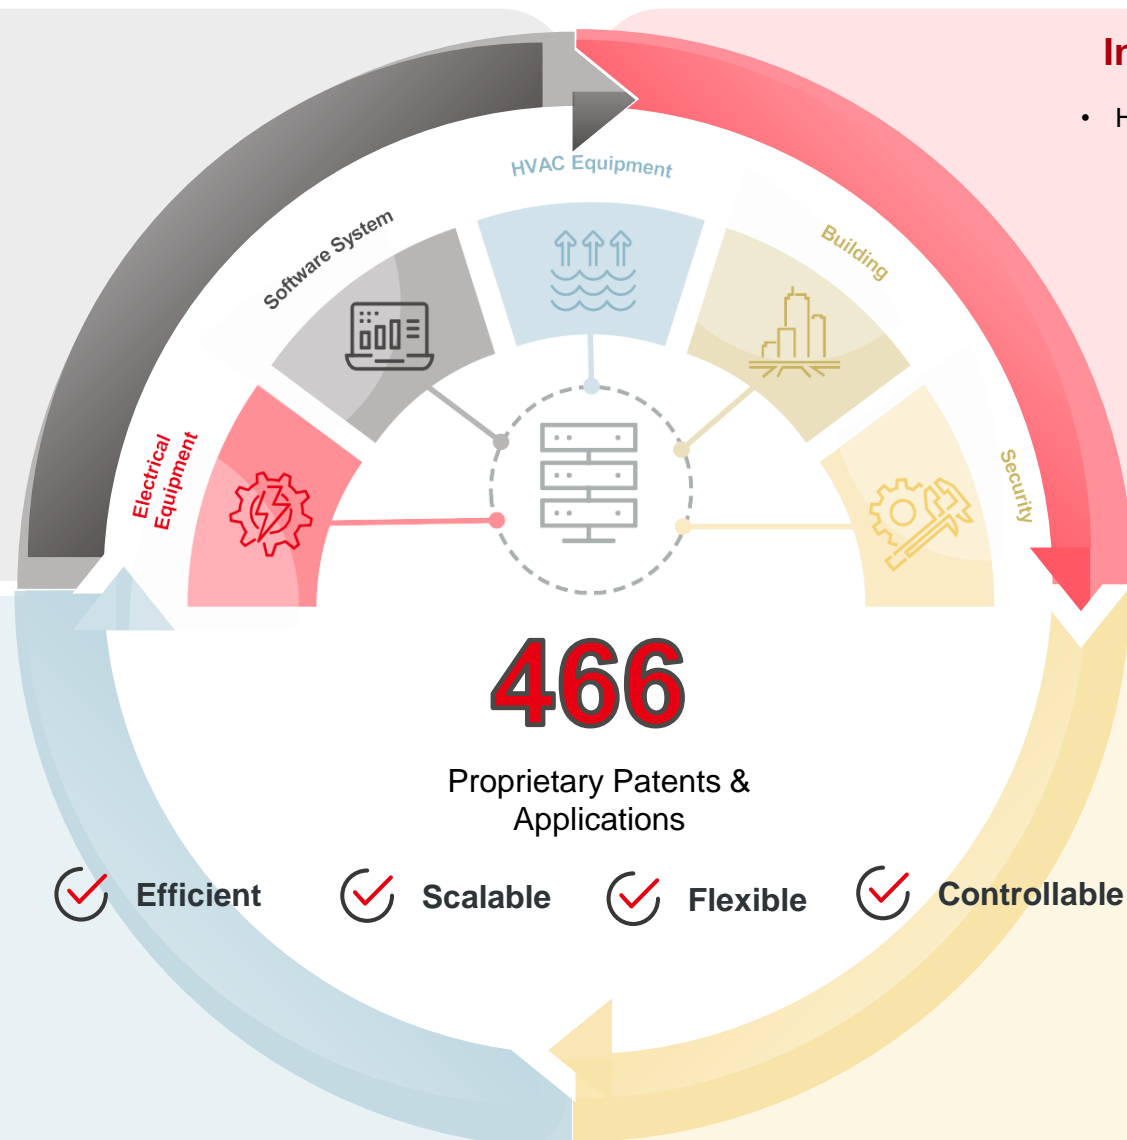 HVAC Equipment
Software System
Building
Electrical
Equipment
Security
466
Proprietary Patents &
Applications
Efficient
Scalable
Flexible
Controllable